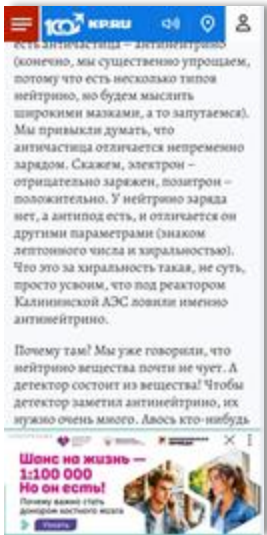 KP.RU
есть античастица – антинейтрино
(конечно, мы существенно упрощаем,
потому что есть несколько типов
нейтрино, но будем мыслить
широкими мазками, а то запутаемся).
Мы привыкли думать, что
античастица отличается непременно
зарядом. Скажем, электрон –
отрицательно заряжен, позитрон –
положительно. У нейтрино заряда
нет, а антипод есть, и отличается он
другими параметрами (знаком
лептонного числа и хиральностью).
Что это за хиральность такая, не суть,
просто усвоим, что под реактором
Калининской АЭС ловили именно
антинейтрино.
Почему там? Мы уже говорили, что
нейтрино вещества почти не чует. А
детектор состоит из вещества! Чтобы
детектор заметил антинейтрино, их
нужно очень много. Авось кто-нибудь
Шанс на жизнь —
1:100 000
Но он есть!
Почему важно стать
донором костного мозга
Узнать